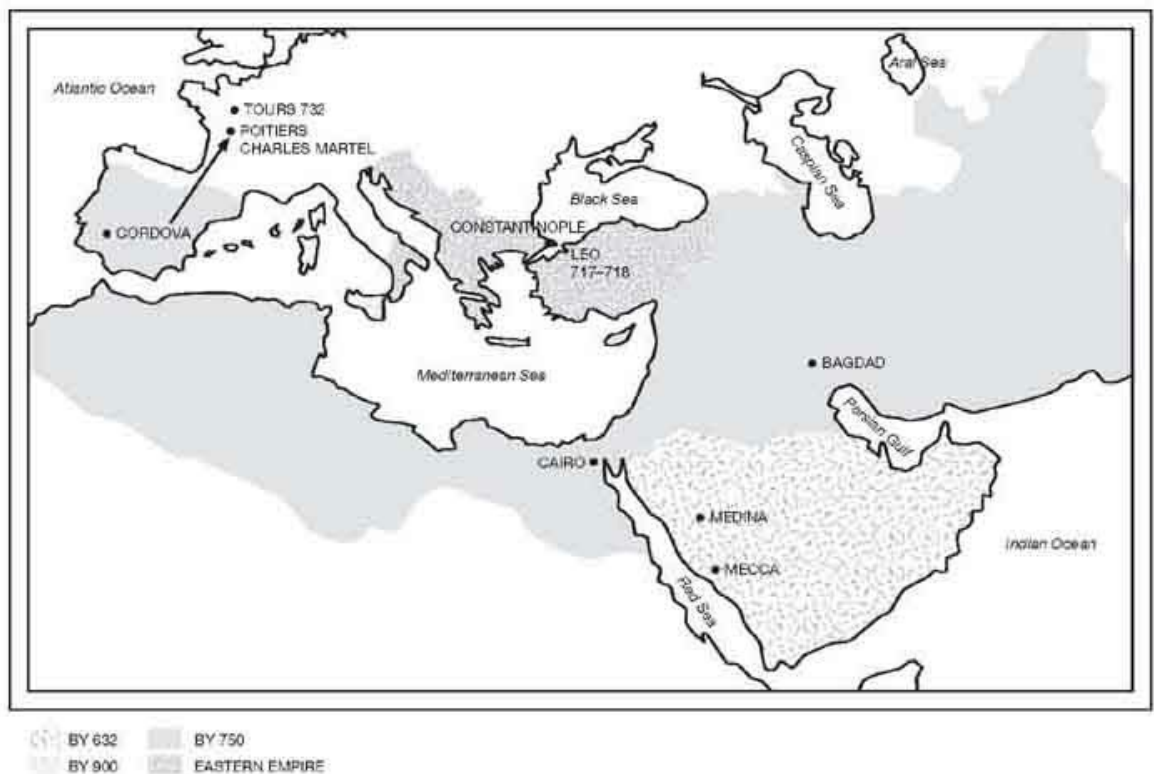 Atlantic Ocean
Aral Sea
TOURS 732
POITIERS
CHARLES MARTEL
Caspian Sea
Black Sea
CONSTANTINOPLE
CORDOVA
LEO
717–718
Mediterranean Sea
BAGDAD
Persian Gulf
CAIRO
MEDINA
Indian Ocean
MECCA
Red Sea
BY 632
BY 750
BY 900
EASTERN EMPIRE